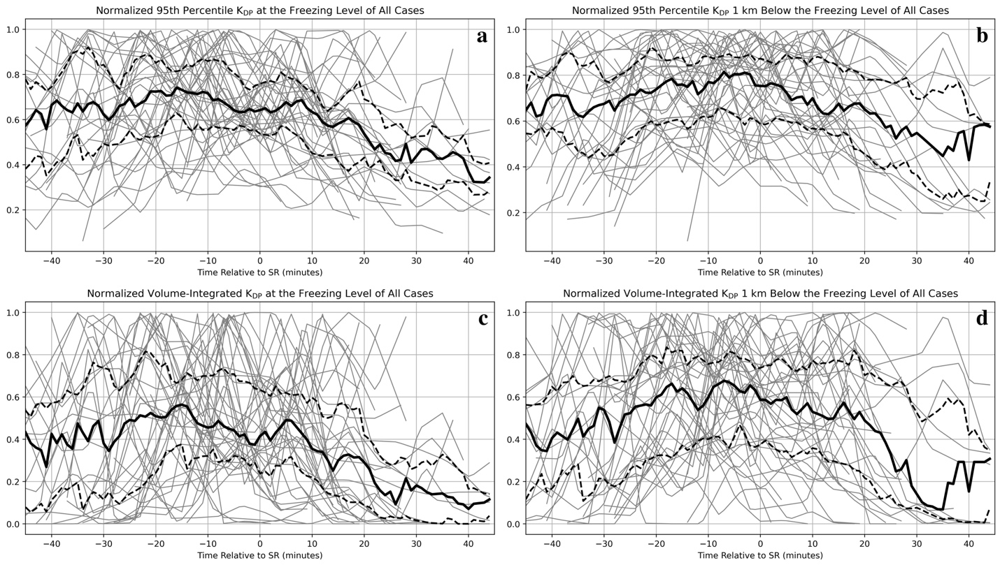 Normalized 95th Percentile K_DP at the Freezing Level of All Cases
a
1.0
0.8
0.6
0.4
0.2
−40 −30 −20 −10 0 10 20 30 40
Time Relative to SR (minutes)
Normalized 95th Percentile K_DP 1 km Below the Freezing Level of All Cases
b
1.0
0.8
0.6
0.4
0.2
−40 −30 −20 −10 0 10 20 30 40
Time Relative to SR (minutes)
Normalized Volume-Integrated K_DP at the Freezing Level of All Cases
c
1.0
0.8
0.6
0.4
0.2
0.0
−40 −30 −20 −10 0 10 20 30 40
Time Relative to SR (minutes)
Normalized Volume-Integrated K_DP 1 km Below the Freezing Level of All Cases
d
1.0
0.8
0.6
0.4
0.2
0.0
−40 −30 −20 −10 0 10 20 30 40
Time Relative to SR (minutes)